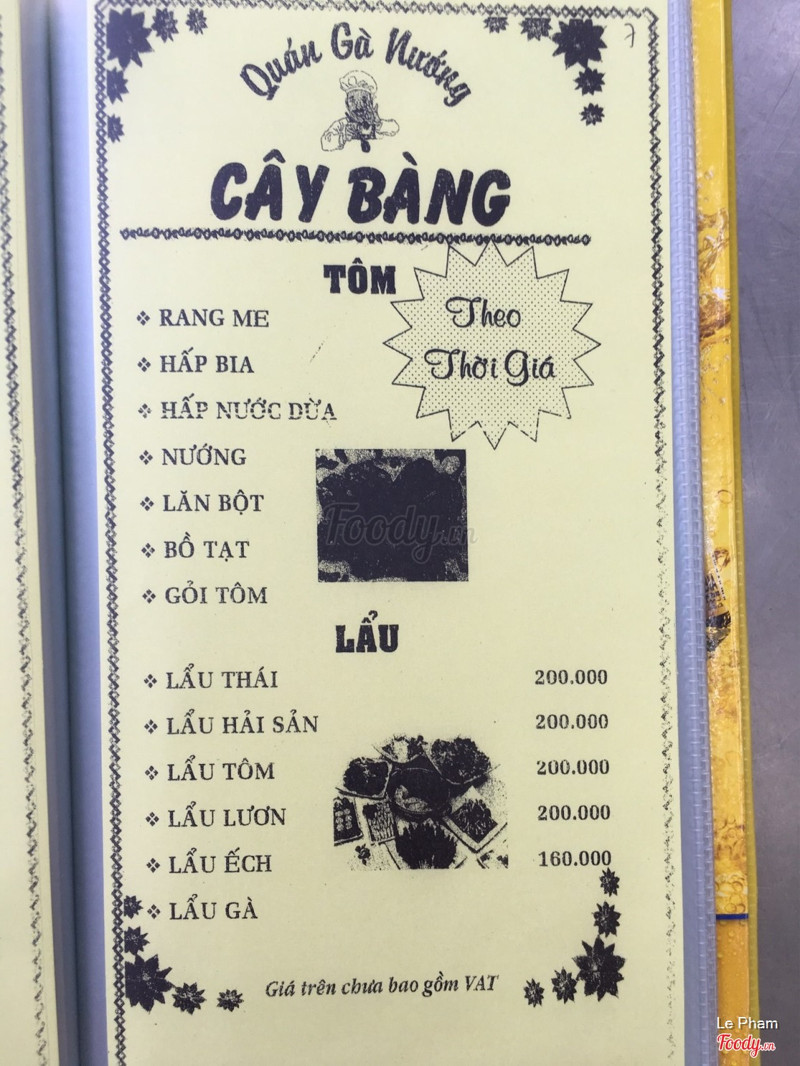 7
Quán Gà Nướng
CÂY BÀNG
TÔM
Theo
Thời Giá
❖ RANG ME
❖ HẤP BIA
❖ HẤP NƯỚC DỪA
❖ NƯỚNG
❖ LĂN BỘT
❖ BỒ TẠT
❖ GỎI TÔM
Foody.vn
LẨU
❖ LẨU THÁI 200.000
❖ LẨU HẢI SẢN 200.000
❖ LẨU TÔM 200.000
❖ LẨU LƯƠN 200.000
❖ LẨU ẾCH 160.000
❖ LẨU GÀ
Giá trên chưa bao gồm VAT
Le Pham
Foody.vn